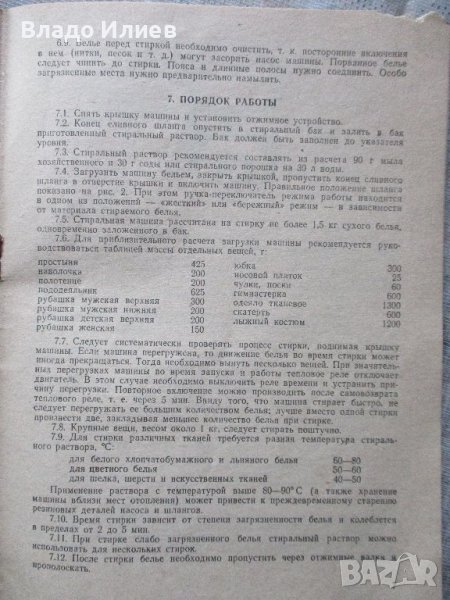 Владо Илиев
6.9. Белье перед стиркой необходимо очистить, т. к. посторонние включения
в нем (нитки, песок и т. д.) могут засорить насос машины. Порванное белье
следует чинить до стирки. Пояса и длинные полосы нужно соединить. Особо
загрязненные места нужно предварительно намылить.
7. ПОРЯДОК РАБОТЫ
7.1. Снять крышку машины и установить отжимное устройство.
7.2. Конец сливного шланга опустить в стиральный бак и залить в бак
приготовленный стиральный раствор. Бак должен быть заполнен до указателя
уровня.
7.3. Стиральный раствор рекомендуется составлять из расчета 90 г мыла
хозяйственного и 30 г соды или стирального порошка на 30 л воды.
7.4. Загрузить машину бельем, закрыть крышкой, пропустить конец сливного
шланга в отверстие крышки и включить машину. Правильное положение шланга
показано на рис. 2. При этом ручка-переключатель режима работы находится
в одном из положений — «жесткий» или «бережный» режим — в зависимости
от материала стираемого белья.
7.5. Стиральная машина рассчитана на стирку не более 1,5 кг сухого белья,
одновременно заложенного в бак.
7.6. Для приблизительного расчета загрузки машины рекомендуется руко-
водствоваться таблицей массы отдельных вещей, г:
простыня 425 юбка 300
наволочка 200 носовой платок 25
полотенце 200 чулки, носки 60
пододеяльник 625 гимнастерка 600
рубашка мужская верхняя 300 одеяло тканевое 1300
рубашка мужская нижняя 200 скатерть 600
рубашка детская верхняя 200 лыжный костюм 1200
рубашка женская 150
7.7. Следует систематически проверять процесс стирки, поднимая крышку
машины. Если машина перегружена, то движение белья во время стирки может
иногда прекращаться. Тогда необходимо вынуть несколько вещей. При значитель-
ных перегрузках машины во время запуска и работы тепловое реле отключает
двигатель. В этом случае необходимо выключить реле времени и устранить при-
чину перегрузки. Повторное включение можно производить после самовозврата
теплового реле, т. е. через 5 мин. Ввиду того, что машина стирает быстро, не
следует перегружать ее большим количеством белья; лучше вместо одной стирки
произвести две, закладывая меньшее количество белья при стирке.
7.8. Крупные вещи, весом около 1 кг, следует стирать поштучно.
7.9. Для стирки различных тканей требуется разная температура стираль-
ного раствора, °С:
для белого хлопчатобумажного и льняного белья 60—80
для цветного белья 50—60
для шелка, шерсти и искусственных тканей 40—50
Применение раствора с температурой выше 80—90°С (а также хранение
машины вблизи мест отопления) может привести к преждевременному старению
резиновых деталей насоса и шлангов.
7.10. Время стирки зависит от степени загрязненности белья и колеблется
в пределах от 2 до 5 мин.
7.11. При стирке слабо загрязненного белья стиральный раствор можно
использовать для нескольких стирок.
7.12. После стирки белье необходимо пропустить через отжимные валки и
прополоскать.
bazar